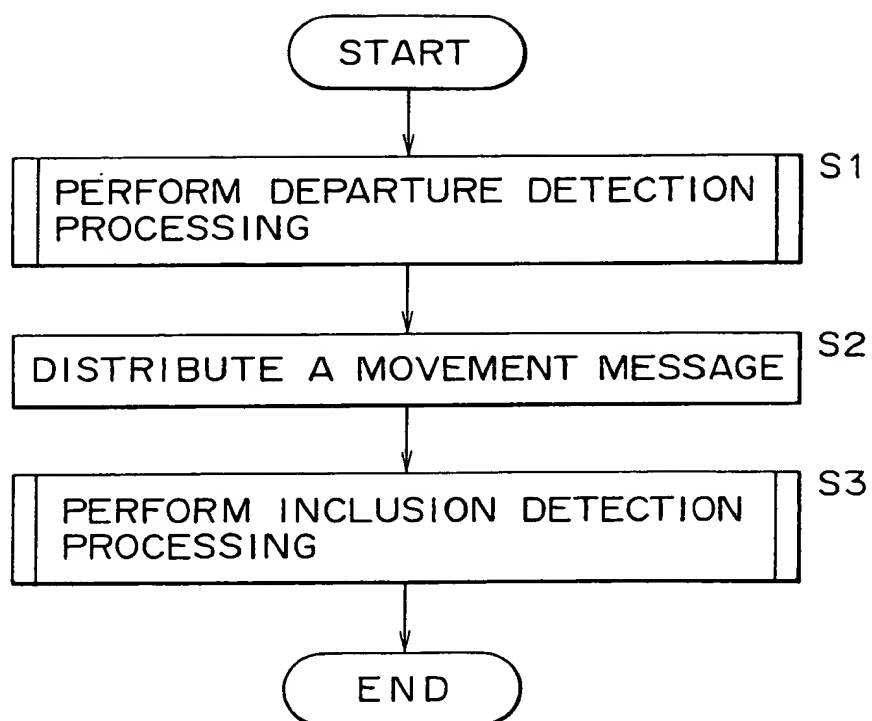 START
S1
PERFORM DEPARTURE DETECTION
PROCESSING
S2
DISTRIBUTE A MOVEMENT MESSAGE
S3
PERFORM INCLUSION DETECTION
PROCESSING
END